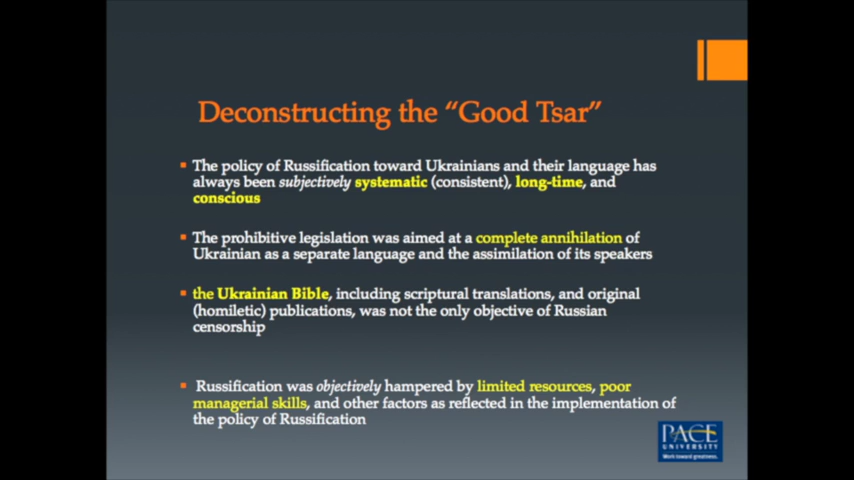 Deconstructing the “Good Tsar”
The policy of Russification toward Ukrainians and their language has
always been subjectively systematic (consistent), long-time, and
conscious
The prohibitive legislation was aimed at a complete annihilation of
Ukrainian as a separate language and the assimilation of its speakers
the Ukrainian Bible, including scriptural translations, and original
(homiletic) publications, was not the only objective of Russian
censorship
Russification was objectively hampered by limited resources, poor
managerial skills, and other factors as reflected in the implementation of
the policy of Russification
PACE
UNIVERSITY
Work toward greatness.